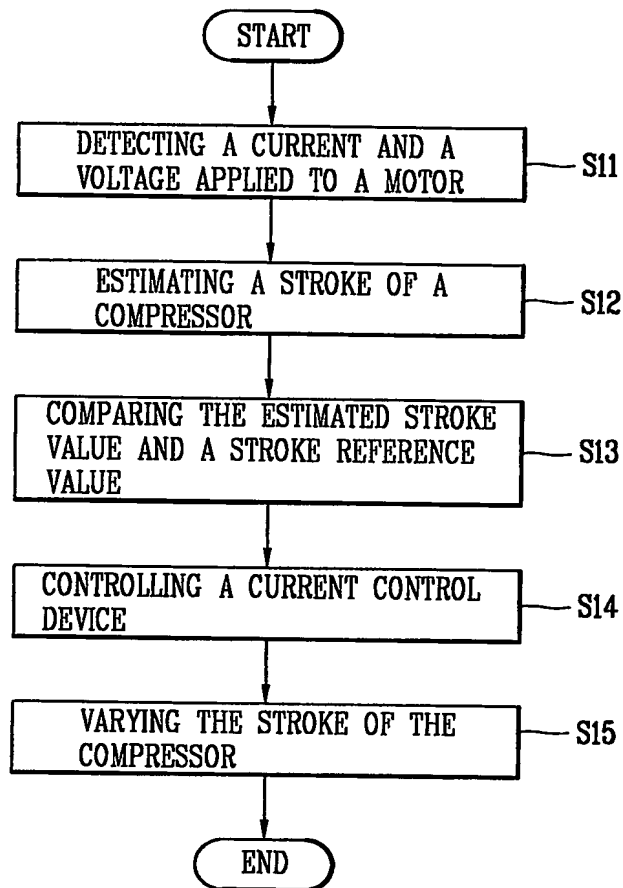 START
DETECTING A CURRENT AND A
VOLTAGE APPLIED TO A MOTOR
S11
ESTIMATING A STROKE OF A
COMPRESSOR
S12
COMPARING THE ESTIMATED STROKE
VALUE AND A STROKE REFERENCE
VALUE
S13
CONTROLLING A CURRENT CONTROL
DEVICE
S14
VARYING THE STROKE OF THE
COMPRESSOR
S15
END